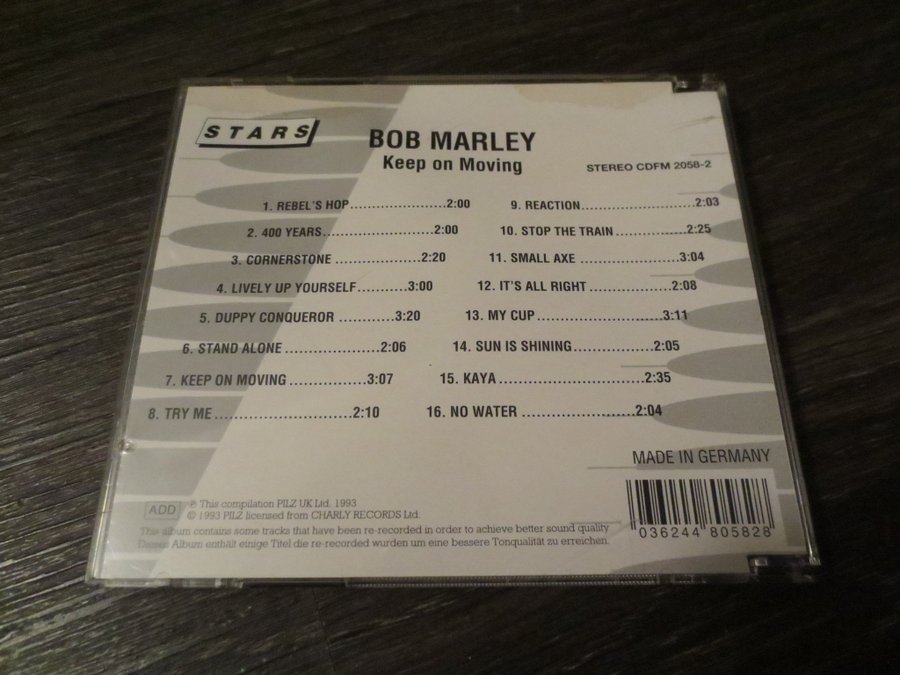 STARS
BOB MARLEY
Keep on Moving
STEREO CDFM 2058-2
1. REBEL'S HOP....................2:00
2. 400 YEARS.......................2:00
3. CORNERSTONE ..................2:20
4. LIVELY UP YOURSELF..........3:00
5. DUPPY CONQUEROR ............3:20
6. STAND ALONE ....................2:06
7. KEEP ON MOVING................3:07
8. TRY ME.............................2:10
9. REACTION.......................2:03
10. STOP THE TRAIN ...............2:25
11. SMALL AXE .....................3:04
12. IT'S ALL RIGHT .................2:08
13. MY CUP..........................3:11
14. SUN IS SHINING................2:05
15. KAYA..............................2:35
16. NO WATER .......................2:04
MADE IN GERMANY
ADD
℗ This compilation PILZ UK Ltd. 1993
© 1993 PILZ licensed from CHARLY RECORDS Ltd.
This album contains some tracks that have been re-recorded in order to achieve better sound quality
Dieses Album enthält einige Titel die re-recorded wurden um eine bessere Tonqualität zu erreichen.
036244 805828